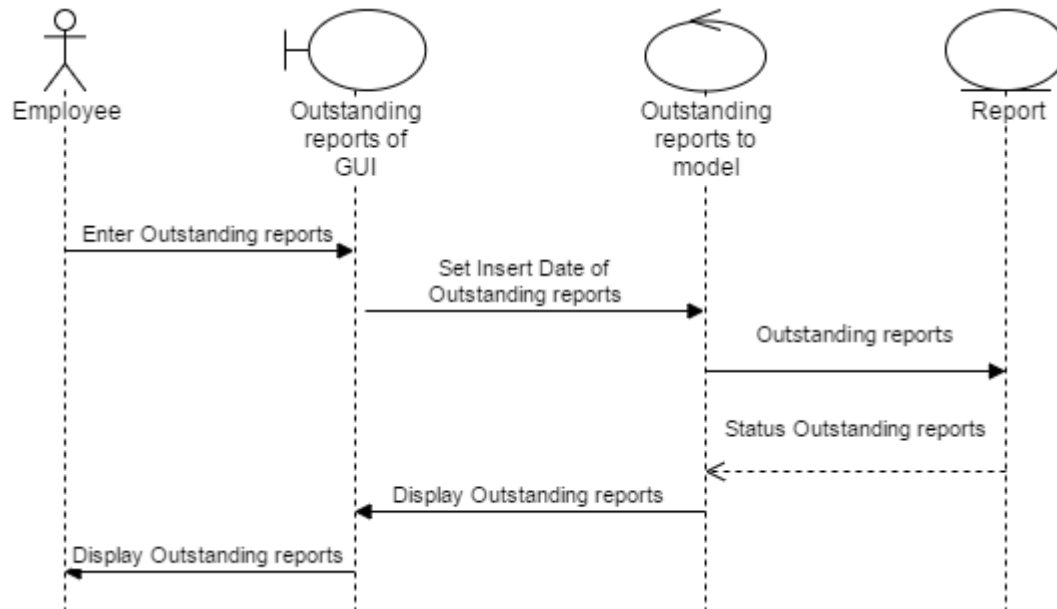 Employee
Outstanding
reports of
GUI
Outstanding
reports to
model
Report
Enter Outstanding reports
Set Insert Date of
Outstanding reports
Outstanding reports
Status Outstanding reports
Display Outstanding reports
Display Outstanding reports